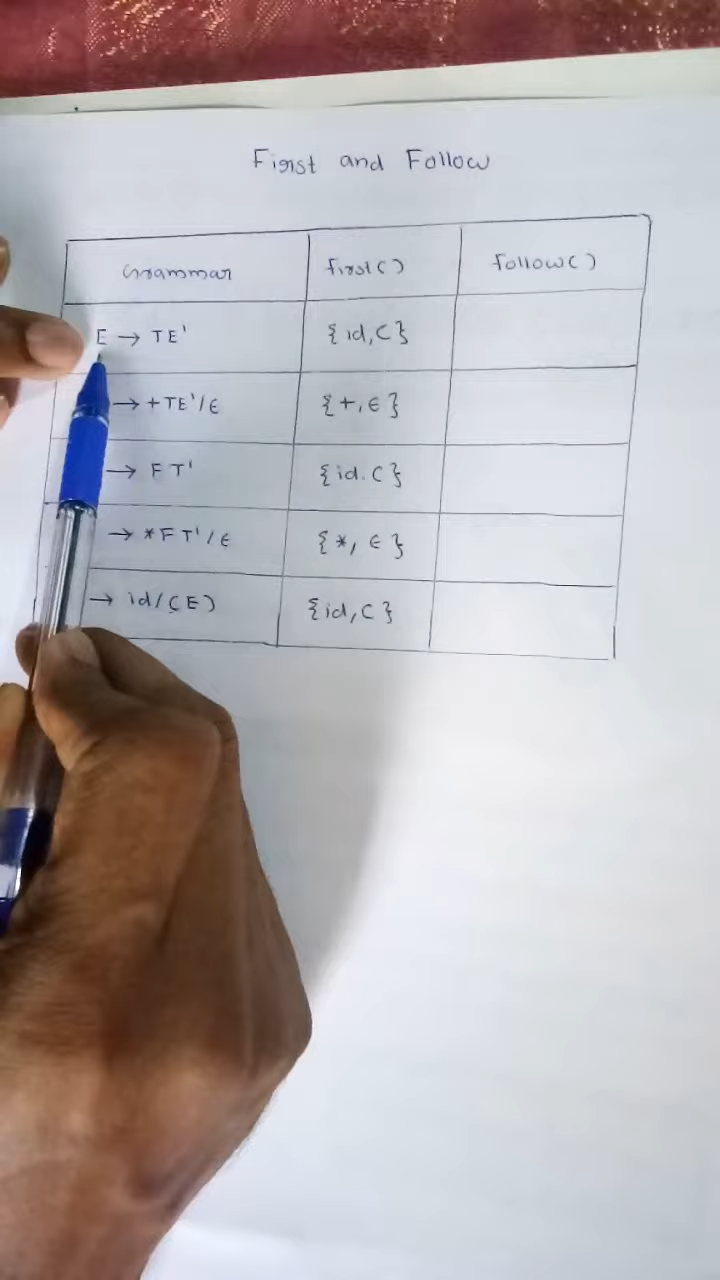 First and Follow
Grammar first() follow()
E → TE' {id,(}
→ +TE'/ε {+,ε}
→ FT' {id.(}
→ *FT'/ε {*,ε}
→ id/(E) {id,(}